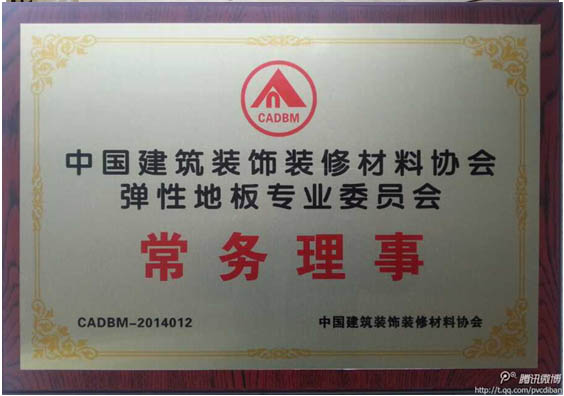 CADBM
中国建筑装饰装修材料协会
弹性地板专业委员会
常务理事
CADBM-2014012
中国建筑装饰装修材料协会
腾讯微博
http://t.qq.com/pvcdiban